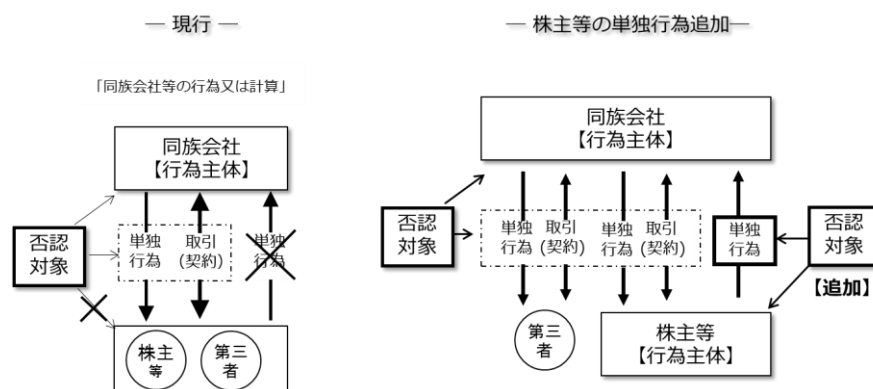 ― 現行 ―
「同族会社等の行為又は計算」
同族会社
【行為主体】
否認
対象
単独
行為
取引
(契約)
単独
行為
株主
等
第三
者
― 株主等の単独行為追加―
同族会社
【行為主体】
否認
対象
単独
行為
取引
(契約)
単独
行為
取引
(契約)
単独
行為
否認
対象
【追加】
第三
者
株主等
【行為主体】